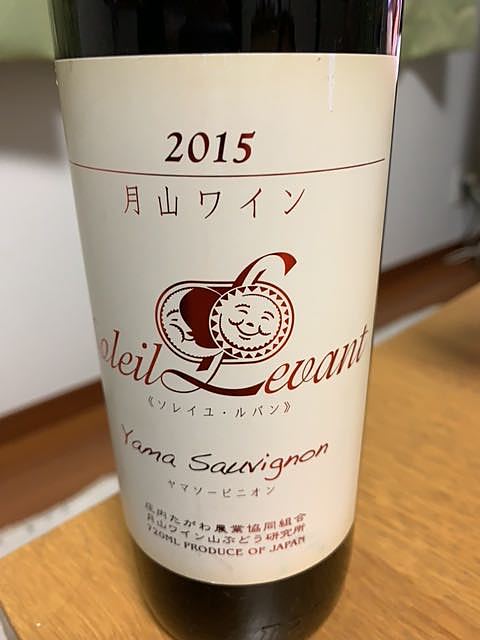 2015
月山ワイン
Soleil Levant
《ソレイユ・ルバン》
Yama Sauvignon
ヤマソービニオン
庄内たがわ農業協同組合
月山ワイン山ぶどう研究所
720ML PRODUCE OF JAPAN